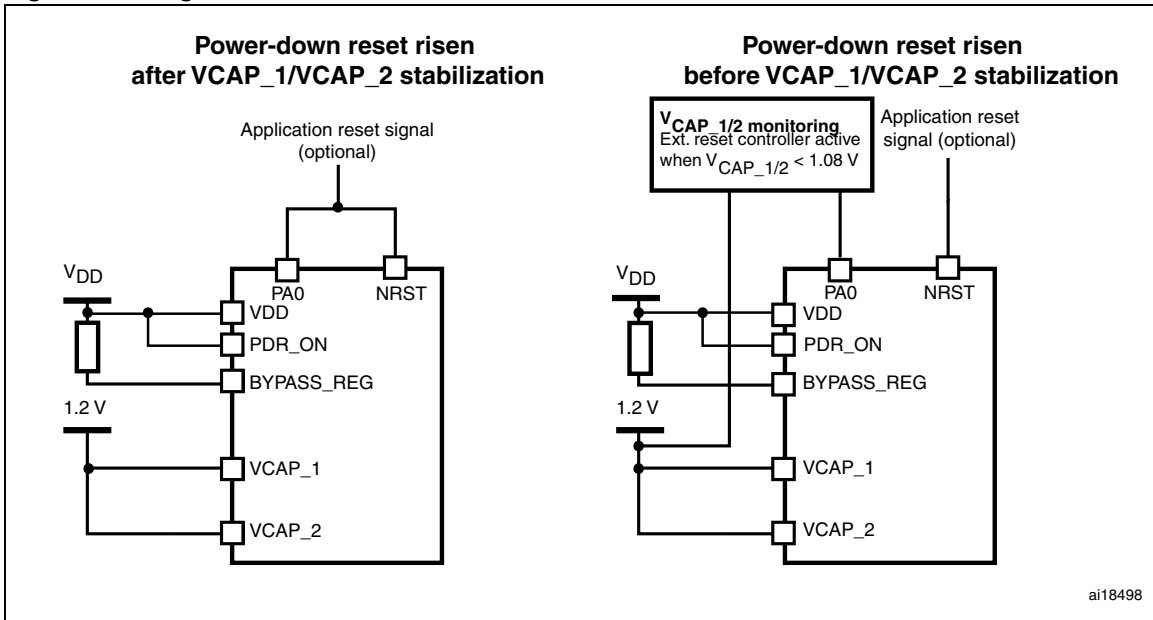 Power-down reset risen
after VCAP_1/VCAP_2 stabilization
Application reset signal
(optional)
VDD
PA0
NRST
VDD
PDR_ON
BYPASS_REG
1.2 V
VCAP_1
VCAP_2
Power-down reset risen
before VCAP_1/VCAP_2 stabilization
VCAP_1/2 monitoring
Ext. reset controller active
when VCAP_1/2 < 1.08 V
Application reset
signal (optional)
VDD
PA0
NRST
VDD
PDR_ON
BYPASS_REG
1.2 V
VCAP_1
VCAP_2
ai18498